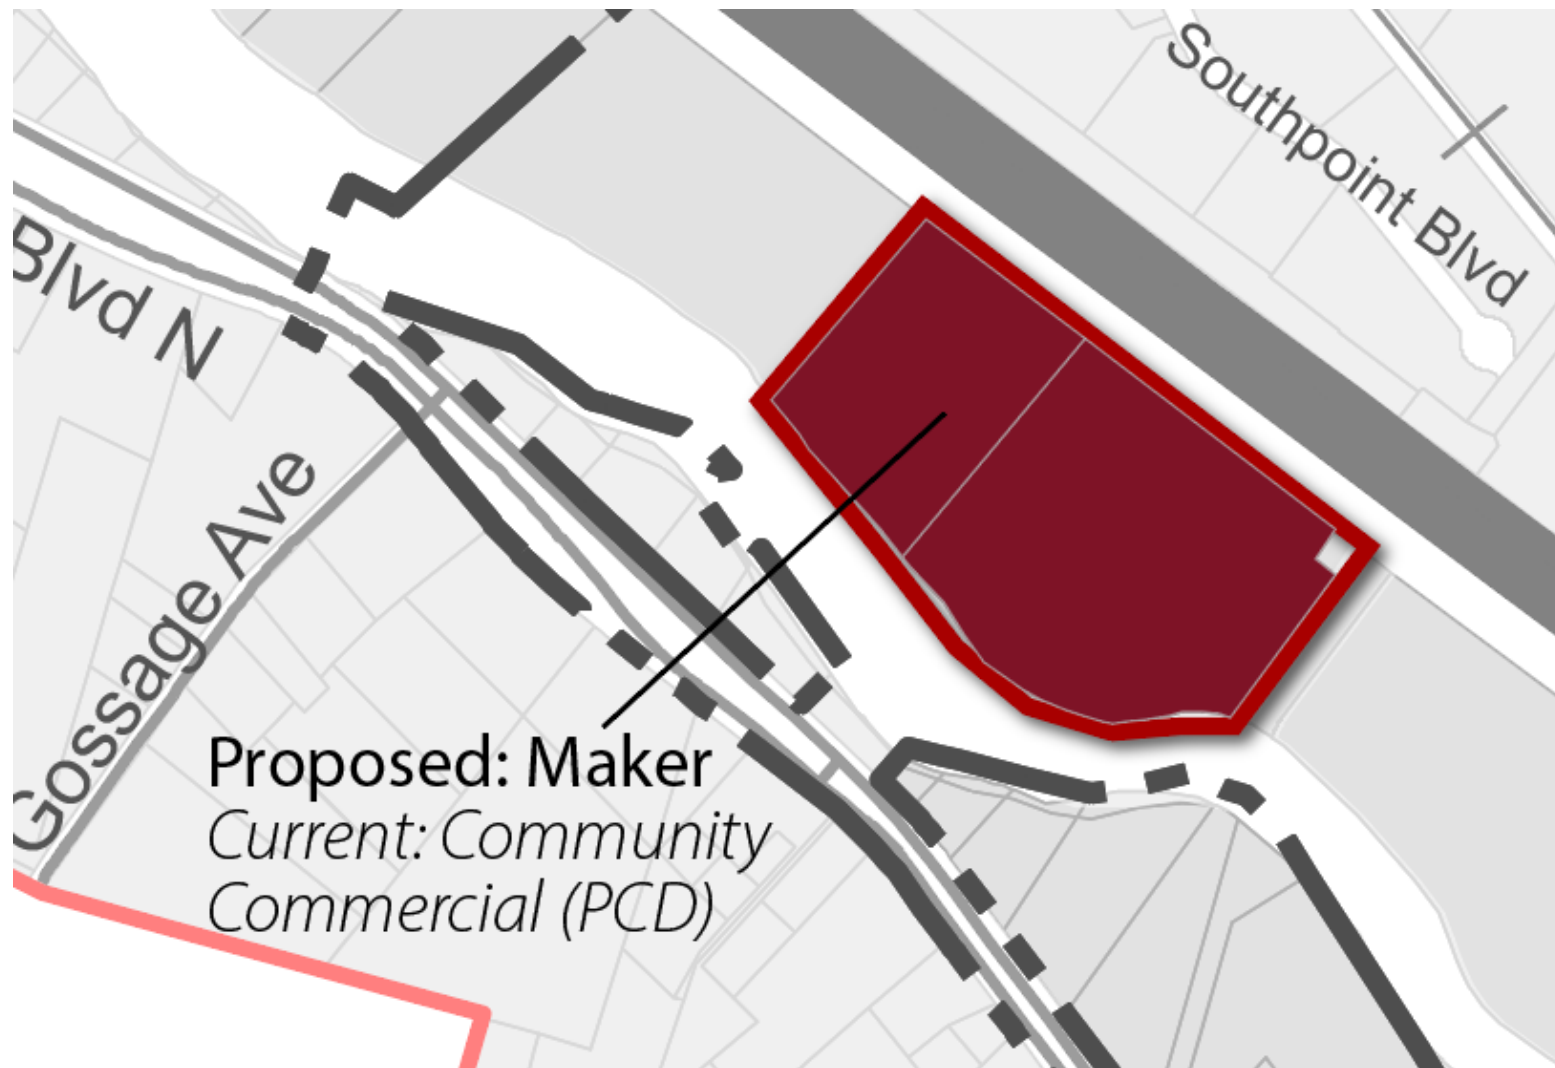 Southpoint Blvd
Blvd N
Gossage Ave
Proposed: Maker
Current: Community
Commercial (PCD)